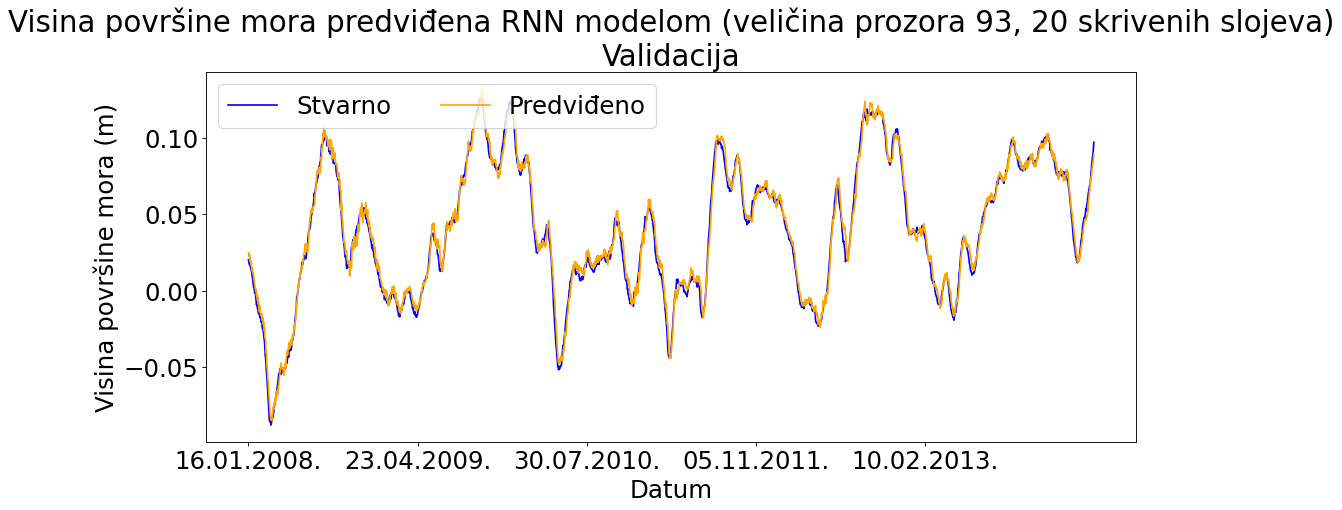 Visina površine mora predviđena RNN modelom (veličina prozora 93, 20 skrivenih slojeva)
Validacija
Stvarno Predviđeno
Visina površine mora (m)
0.10
0.05
0.00
−0.05
16.01.2008. 23.04.2009. 30.07.2010. 05.11.2011. 10.02.2013.
Datum